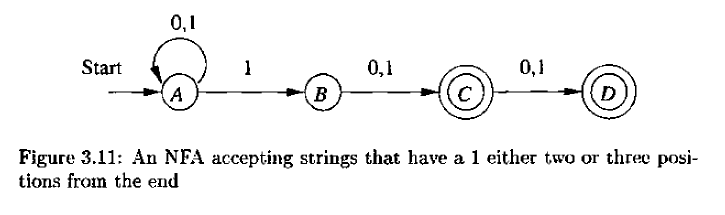 0,1
Start
1
0,1
0,1
A
B
C
D
Figure 3.11: An NFA accepting strings that have a 1 either two or three posi-
tions from the end